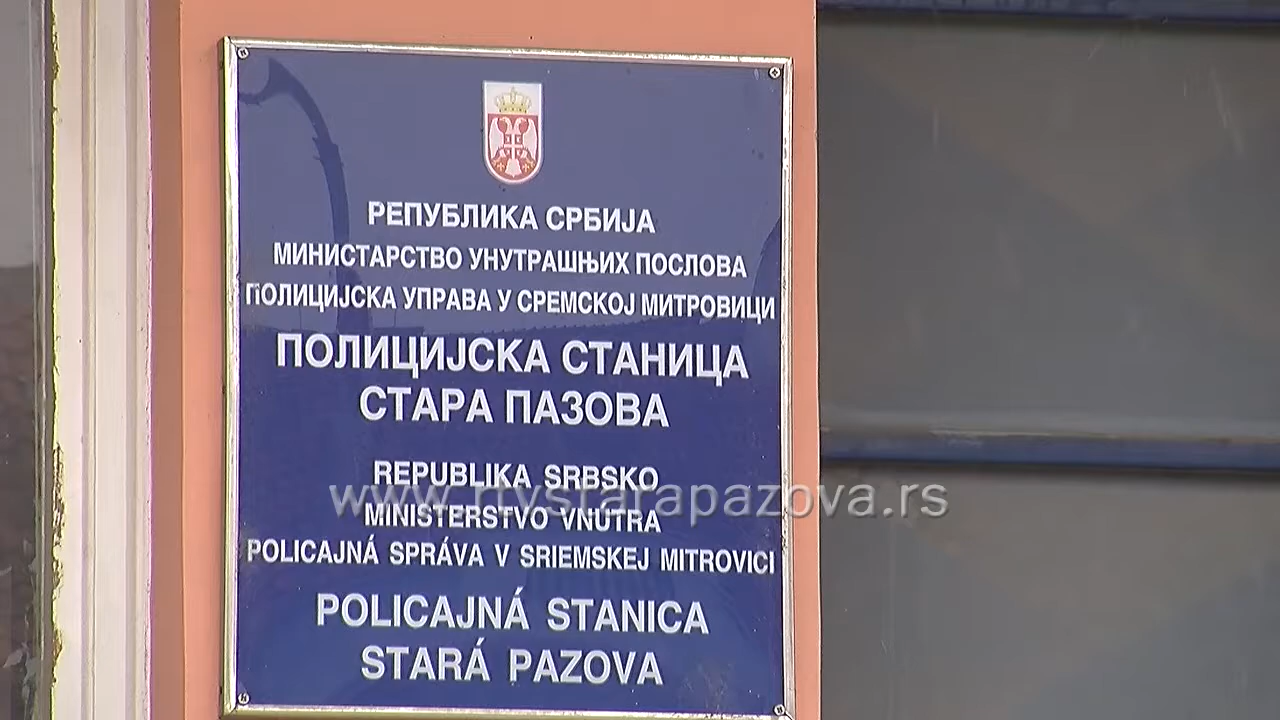 РЕПУБЛИКА СРБИЈА
МИНИСТАРСТВО УНУТРАШЊИХ ПОСЛОВА
ПОЛИЦИЈСКА УПРАВА У СРЕМСКОЈ МИТРОВИЦИ
ПОЛИЦИЈСКА СТАНИЦА
СТАРА ПАЗОВА
REPUBLIKA SRBSKO
www.rtvstarapazova.rs
MINISTERSTVO VNÚTRA
POLICAJNÁ SPRÁVA V SRIEMSKEJ MITROVICI
POLICAJNÁ STANICA
STARÁ PAZOVA